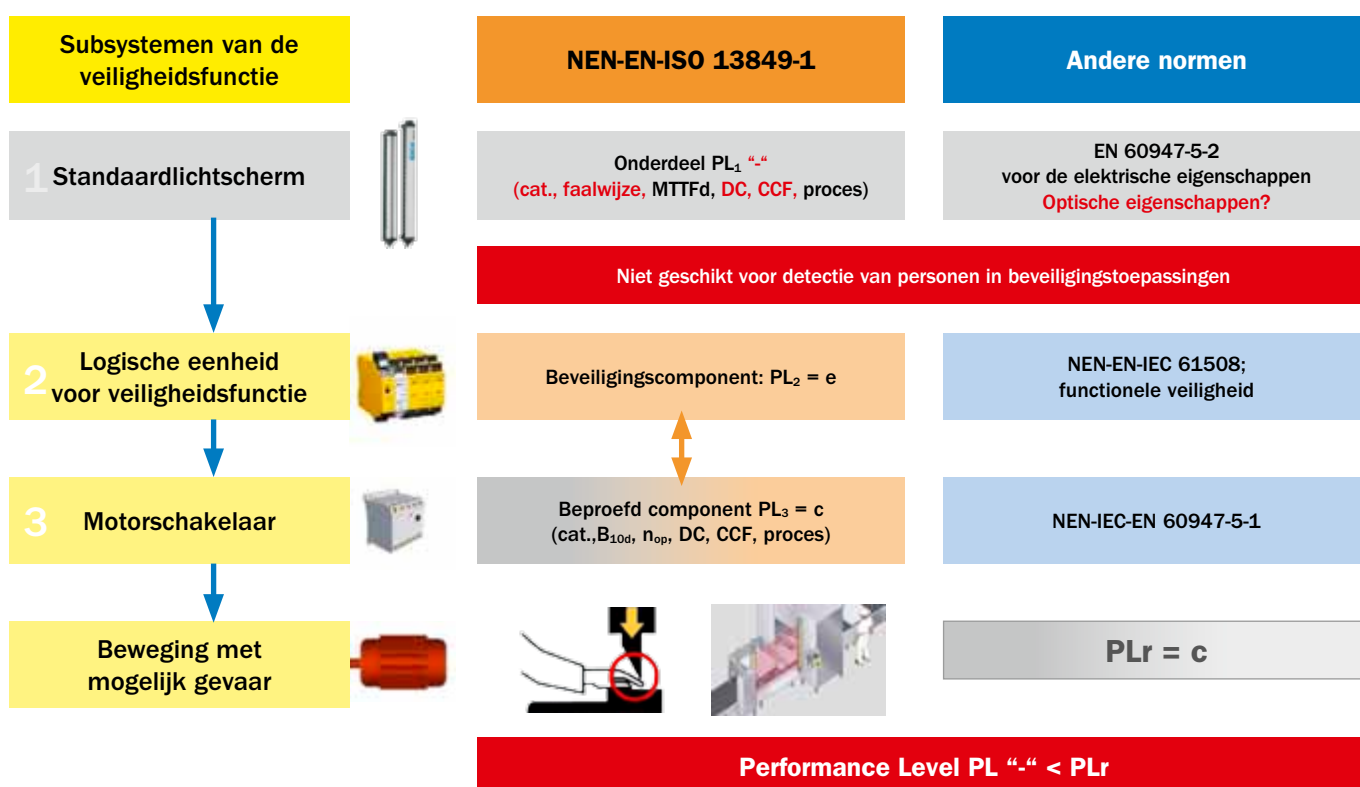 Subsystemen van de
veiligheidsfunctie
NEN-EN-ISO 13849-1
Andere normen
1 Standaardlichtscherm
Onderdeel PL₁ “-“
(cat., faalwijze, MTTFd, DC, CCF, proces)
EN 60947-5-2
voor de elektrische eigenschappen
Optische eigenschappen?
Niet geschikt voor detectie van personen in beveiligingstoepassingen
2 Logische eenheid
voor veiligheidsfunctie
Beveiligingscomponent: PL₂ = e
NEN-EN-IEC 61508;
functionele veiligheid
3 Motorschakelaar
Beproefd component PL₃ = c
(cat.,B₁₀d, nop, DC, CCF, proces)
NEN-IEC-EN 60947-5-1
Beweging met
mogelijk gevaar
PLr = c
Performance Level PL “-“ < PLr